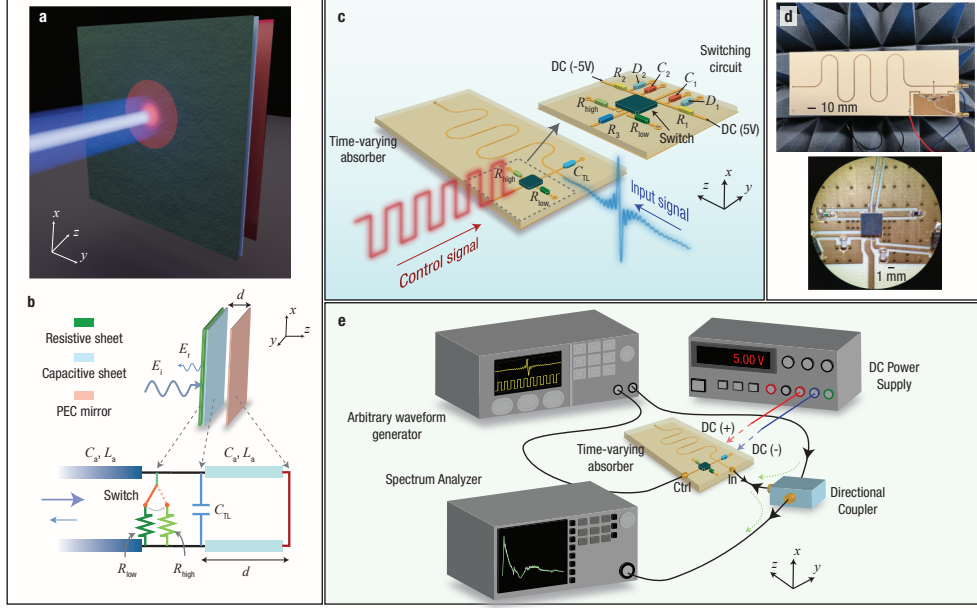 a
x
z
y
b
d
x
y
z
Resistive sheet
Capacitive sheet
PEC mirror
E_r
E_i
C_a, L_a
C_a, L_a
Switch
C_TL
R_low
R_high
d
c
Switching
circuit
DC (-5V)
R_2
D_2
C_2
C_1
D_1
R_high
R_3
R_low
R_1
DC (5V)
Switch
Time-varying
absorber
R_high
R_low
C_TL
Control signal
Input signal
z
x
y
d
10 mm
1 mm
e
Arbitrary waveform
generator
5.00 V
DC Power
Supply
DC (+)
DC (-)
Time-varying
absorber
Ctrl
In
Directional
Coupler
Spectrum Analyzer
z
x
y